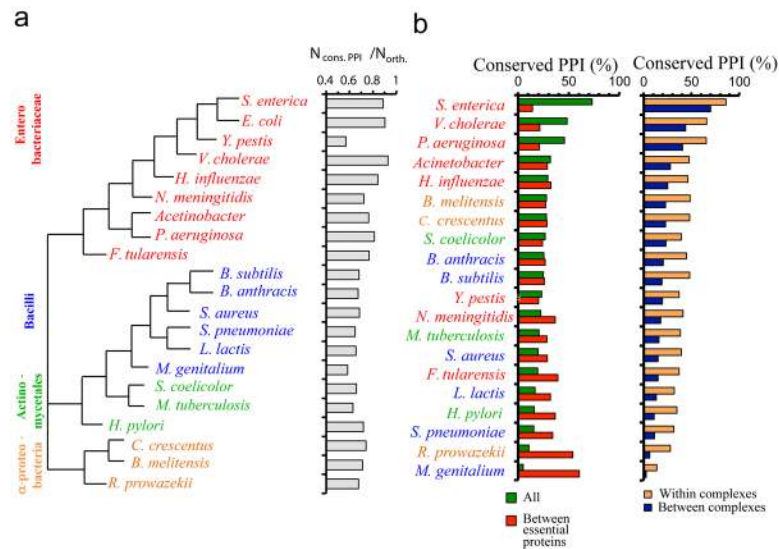 a
N cons. PPI /N orth.
0.4 0.6 0.8 1
Entero
bacteriaceae
Bacilli
Actino -
mycetales
α-proteo -
bacteria
S. enterica
E. coli
Y. pestis
V. cholerae
H. influenzae
N. meningitidis
Acetinobacter
P. aeruginosa
F. tularensis
B. subtilis
B. anthracis
S. aureus
S. pneumoniae
L. lactis
M. genitalium
S. coelicolor
M. tuberculosis
H. pylori
C. crescentus
B. melitensis
R. prowazekii
b
Conserved PPI (%)
0 50 100
Conserved PPI (%)
0 50 100
S. enterica
V. cholerae
P. aeruginosa
Acinetobacter
H. influenzae
B. melitensis
C. crescentus
S. coelicolor
B. anthracis
B. subtilis
Y. pestis
N. meningitidis
M. tuberculosis
S. aureus
F. tularensis
L. lactis
H. pylori
S. pneumoniae
R. prowazekii
M. genitalium
All
Between
essential
proteins
Within complexes
Between complexes